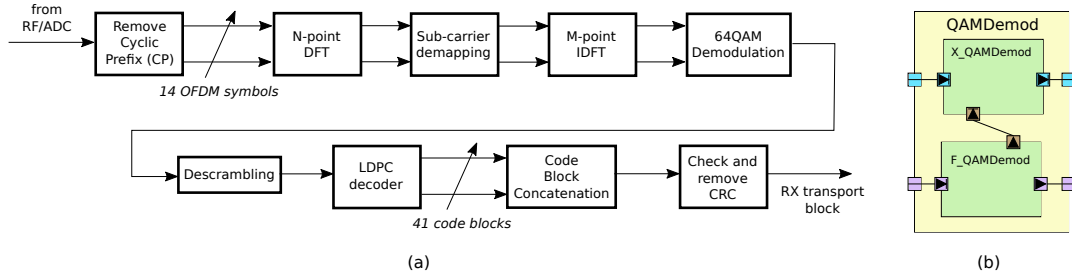 from
RF/ADC
Remove
Cyclic
Prefix (CP)
14 OFDM symbols
N-point
DFT
Sub-carrier
demapping
M-point
IDFT
64QAM
Demodulation
Descrambling
LDPC
decoder
41 code blocks
Code
Block
Concatenation
Check and
remove
CRC
RX transport
block
(a)
QAMDemod
X_QAMDemod
F_QAMDemod
(b)